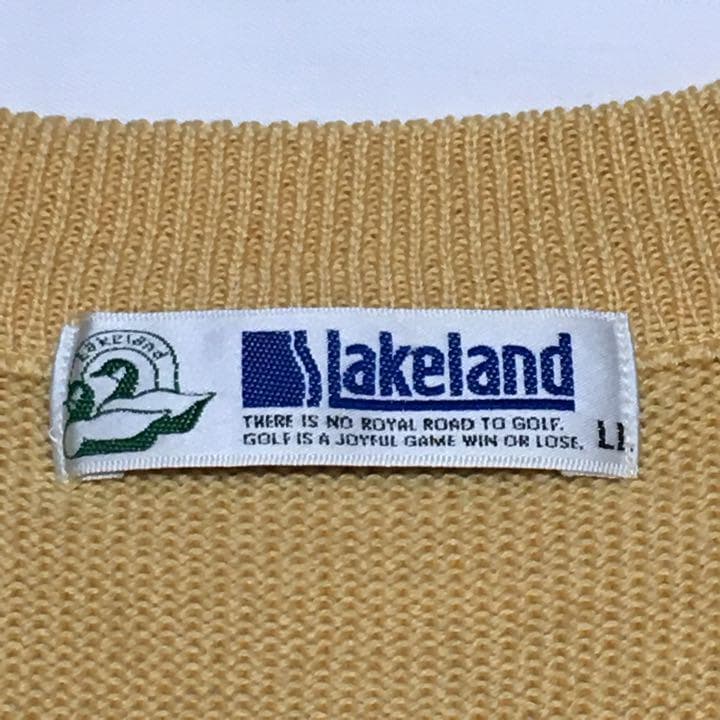 Lakeland
Lakeland
THERE IS NO ROYAL ROAD TO GOLF.
GOLF IS A JOYFUL GAME WIN OR LOSE.
LL